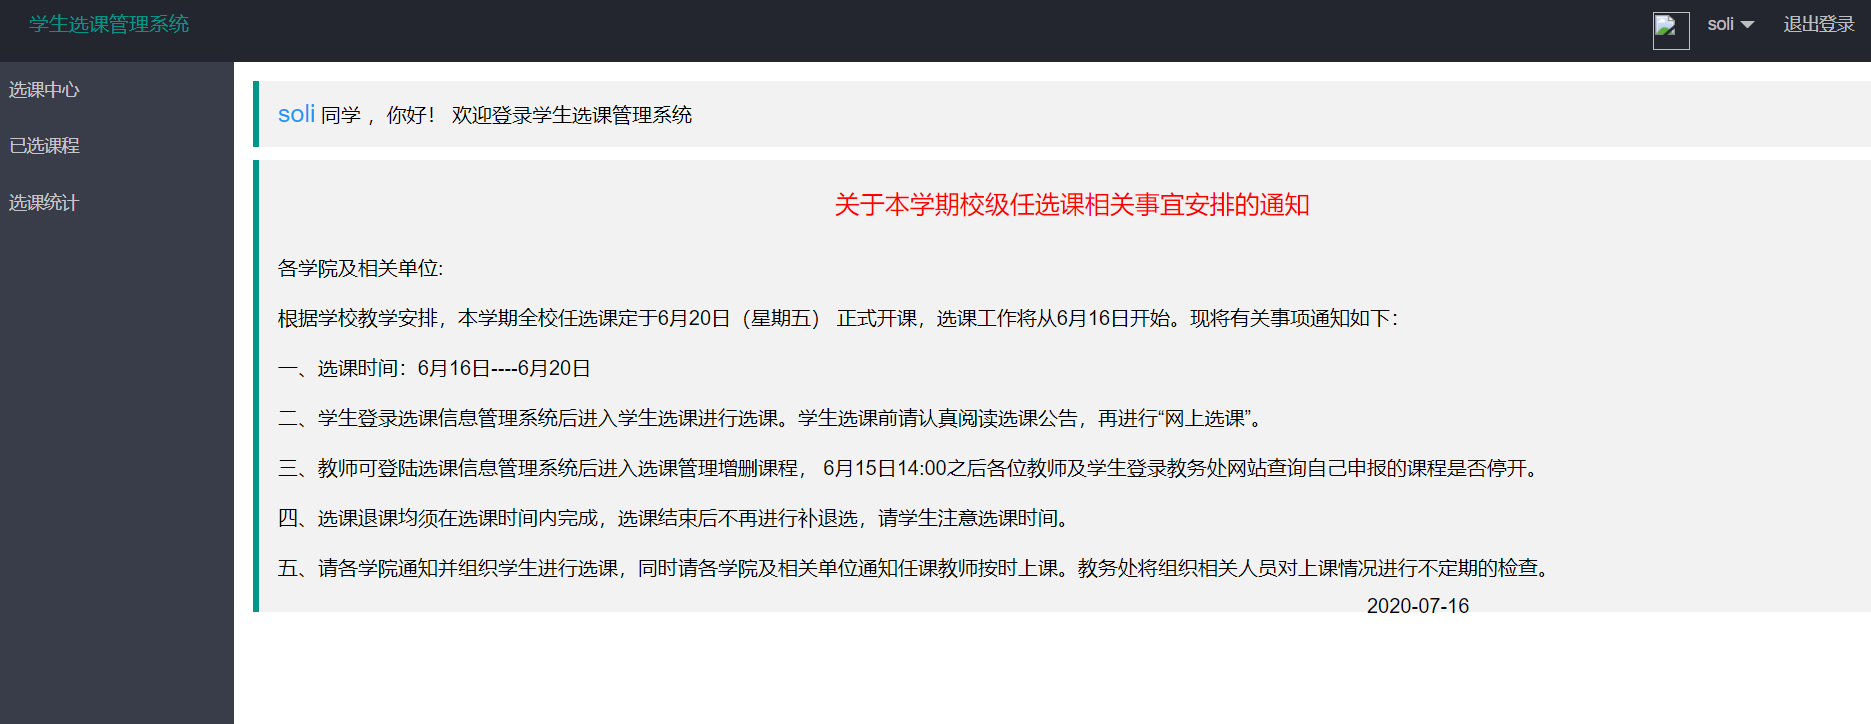 学生选课管理系统
soli
退出登录
选课中心
已选课程
选课统计
soli 同学 ，你好！ 欢迎登录学生选课管理系统
关于本学期校级任选课相关事宜安排的通知
各学院及相关单位:
根据学校教学安排，本学期全校任选课定于6月20日（星期五） 正式开课，选课工作将从6月16日开始。现将有关事项通知如下：
一、选课时间：6月16日----6月20日
二、学生登录选课信息管理系统后进入学生选课进行选课。学生选课前请认真阅读选课公告，再进行“网上选课”。
三、教师可登陆选课信息管理系统后进入选课管理增删课程， 6月15日14:00之后各位教师及学生登录教务处网站查询自己申报的课程是否停开。
四、选课退课均须在选课时间内完成，选课结束后不再进行补退选，请学生注意选课时间。
五、请各学院通知并组织学生进行选课，同时请各学院及相关单位通知任课教师按时上课。教务处将组织相关人员对上课情况进行不定期的检查。
2020-07-16